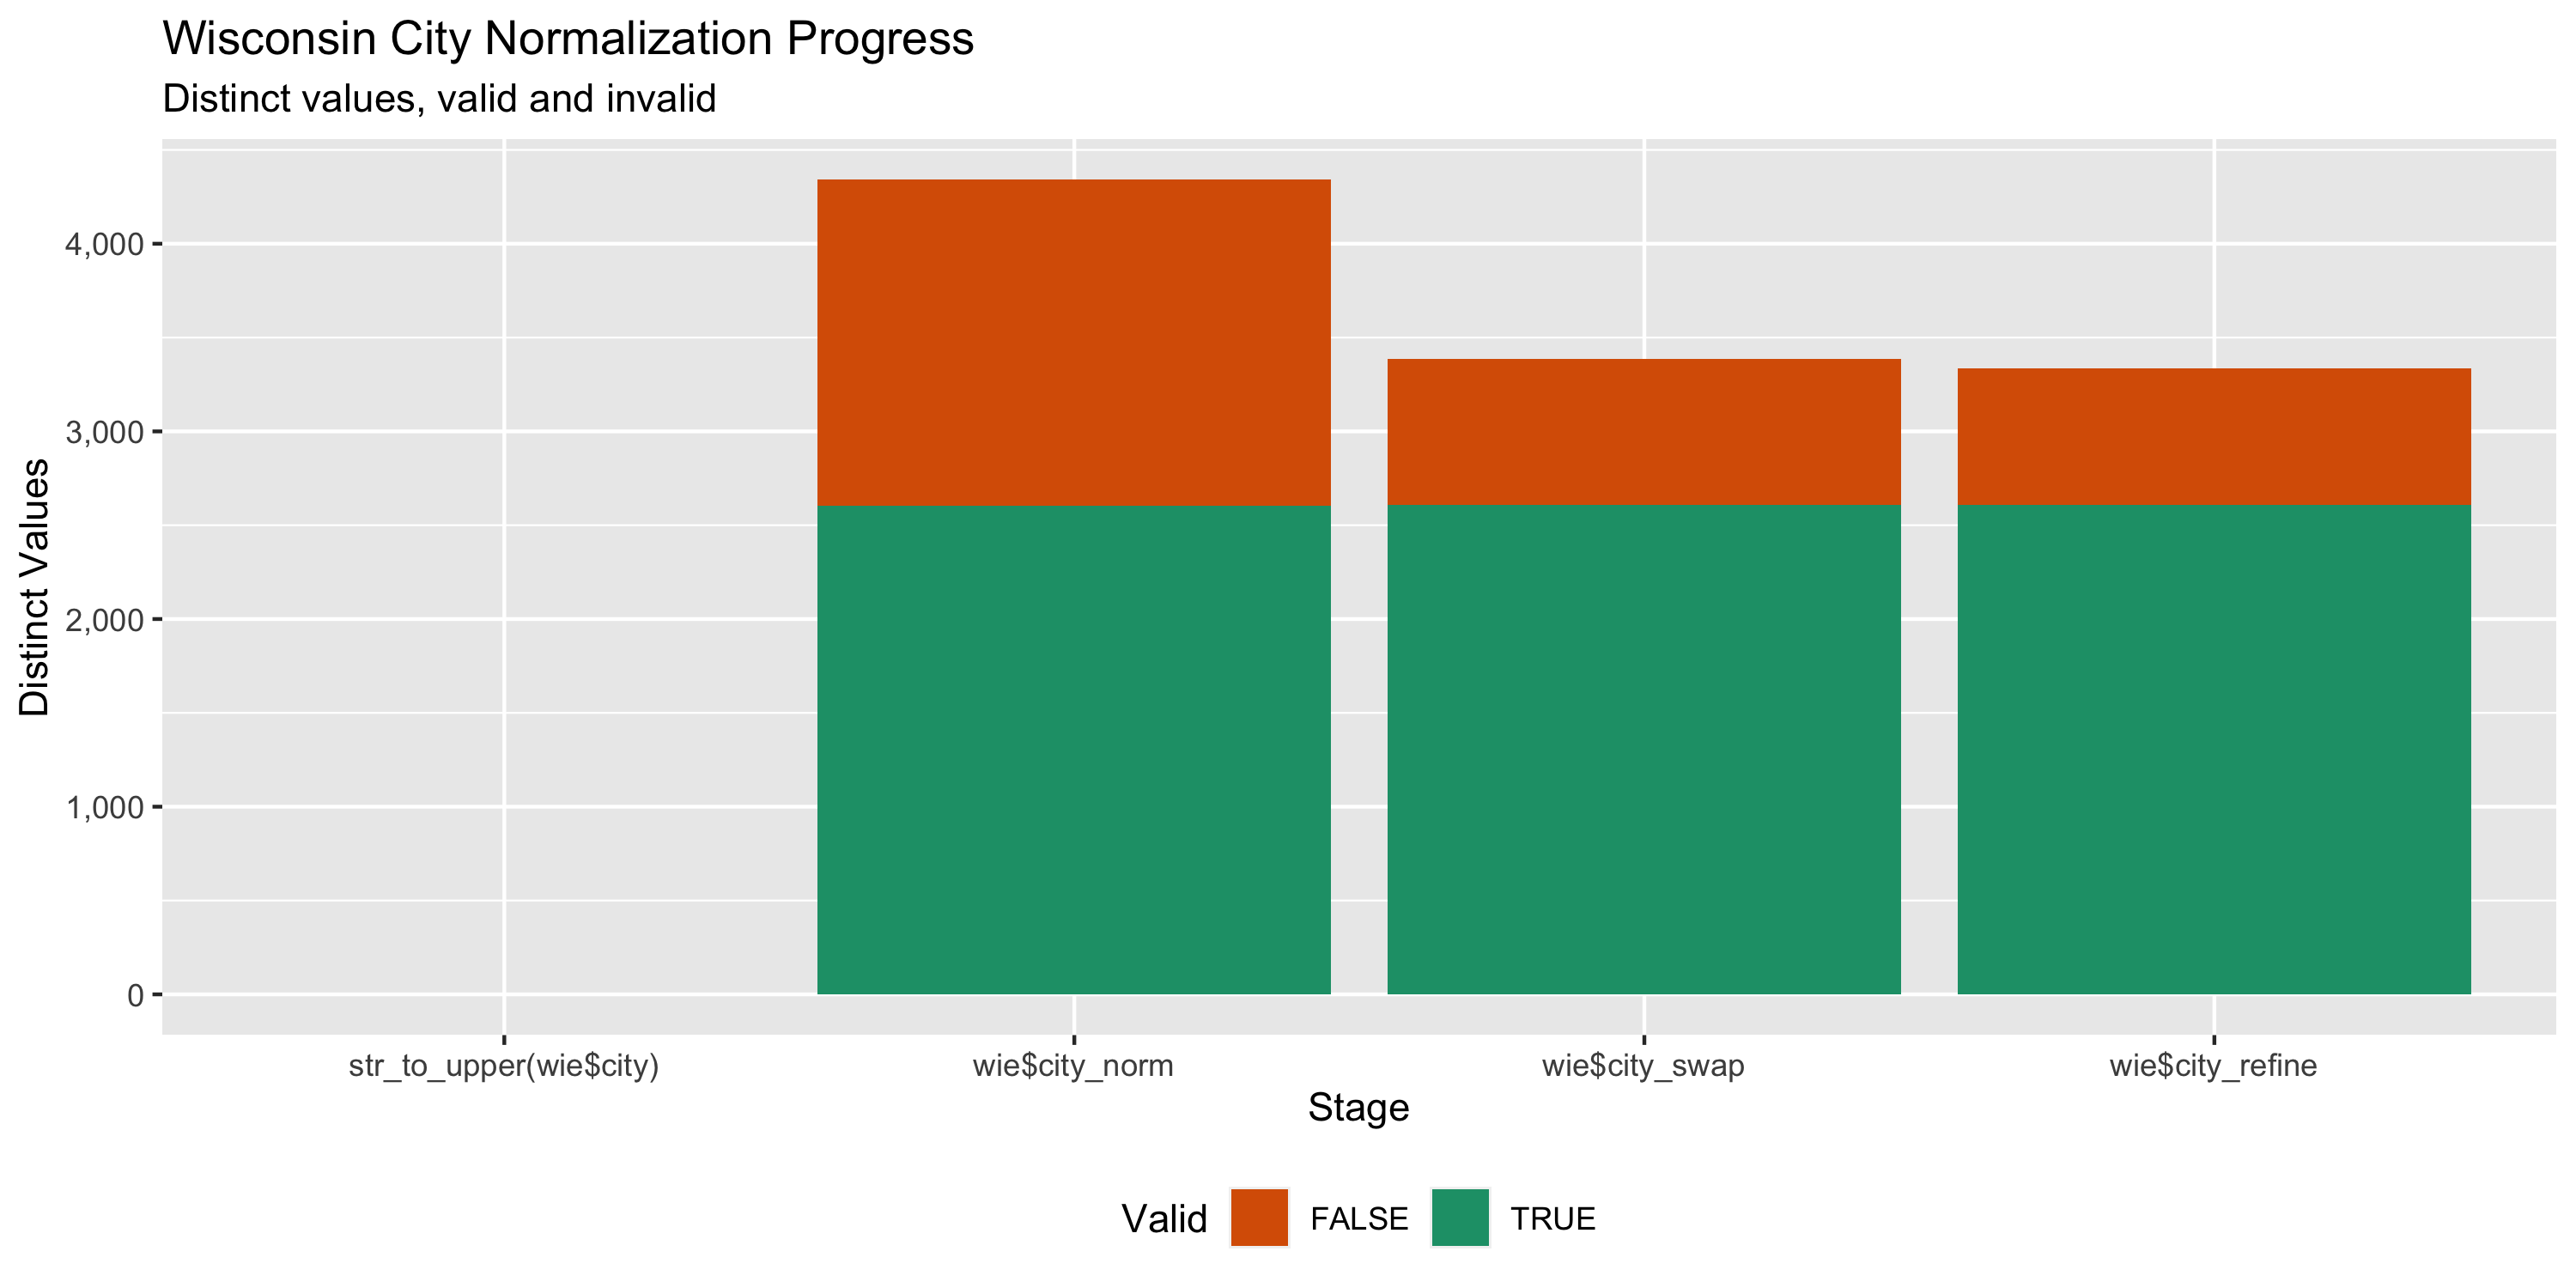 Wisconsin City Normalization Progress
Distinct values, valid and invalid
Distinct Values
4,000
3,000
2,000
1,000
0
str_to_upper(wie$city) wie$city_norm wie$city_swap wie$city_refine
Stage
Valid FALSE TRUE